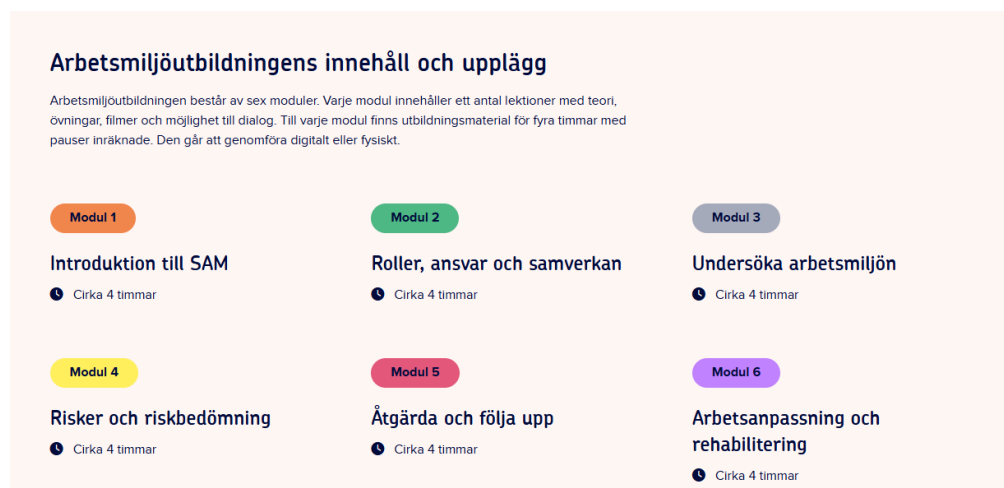 Arbetsmiljöutbildningens innehåll och upplägg
Arbetsmiljöutbildningen består av sex moduler. Varje modul innehåller ett antal lektioner med teori,
övningar, filmer och möjlighet till dialog. Till varje modul finns utbildningsmaterial för fyra timmar med
pauser inräknade. Den går att genomföra digitalt eller fysiskt.
Modul 1
Introduktion till SAM
Cirka 4 timmar
Modul 2
Roller, ansvar och samverkan
Cirka 4 timmar
Modul 3
Undersöka arbetsmiljön
Cirka 4 timmar
Modul 4
Risker och riskbedömning
Cirka 4 timmar
Modul 5
Åtgärda och följa upp
Cirka 4 timmar
Modul 6
Arbetsanpassning och
rehabilitering
Cirka 4 timmar